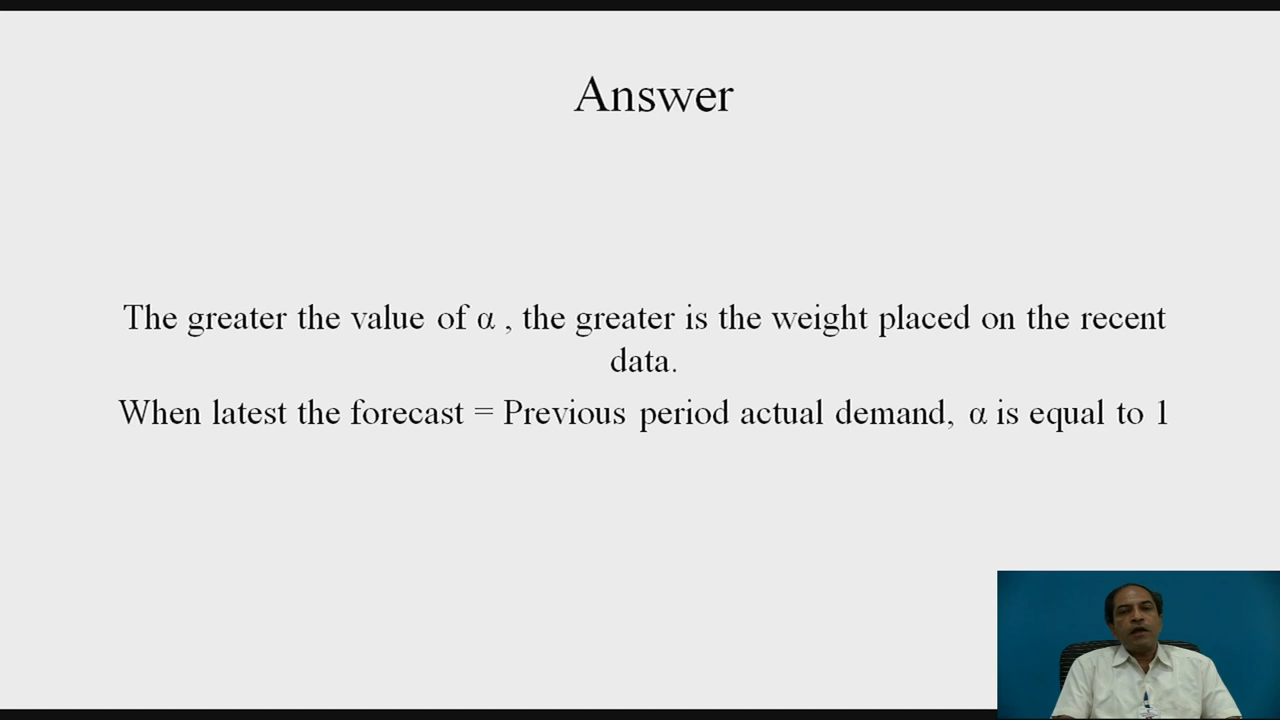 Answer
The greater the value of α , the greater is the weight placed on the recent
data.
When latest the forecast = Previous period actual demand, α is equal to 1